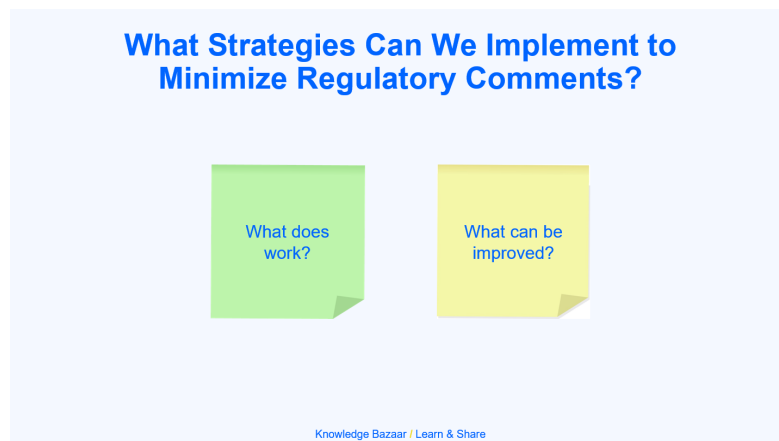 What Strategies Can We Implement to
Minimize Regulatory Comments?
What does
work?
What can be
improved?
Knowledge Bazaar / Learn & Share